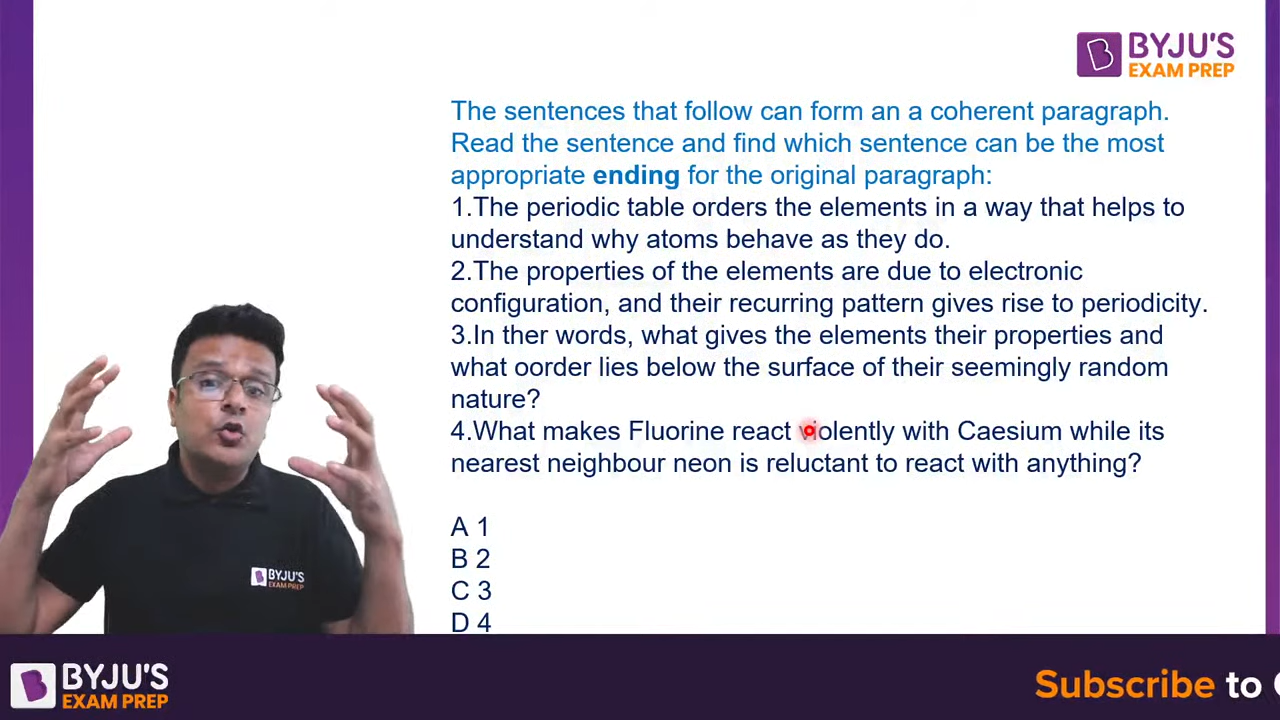 BYJU'S
EXAM PREP
The sentences that follow can form an a coherent paragraph.
Read the sentence and find which sentence can be the most
appropriate ending for the original paragraph:
1.The periodic table orders the elements in a way that helps to
understand why atoms behave as they do.
2.The properties of the elements are due to electronic
configuration, and their recurring pattern gives rise to periodicity.
3.In ther words, what gives the elements their properties and
what oorder lies below the surface of their seemingly random
nature?
4.What makes Fluorine react violently with Caesium while its
nearest neighbour neon is reluctant to react with anything?
A 1
B 2
C 3
D 4
BYJU'S
EXAM PREP
BYJU'S
EXAM PREP
Subscribe to